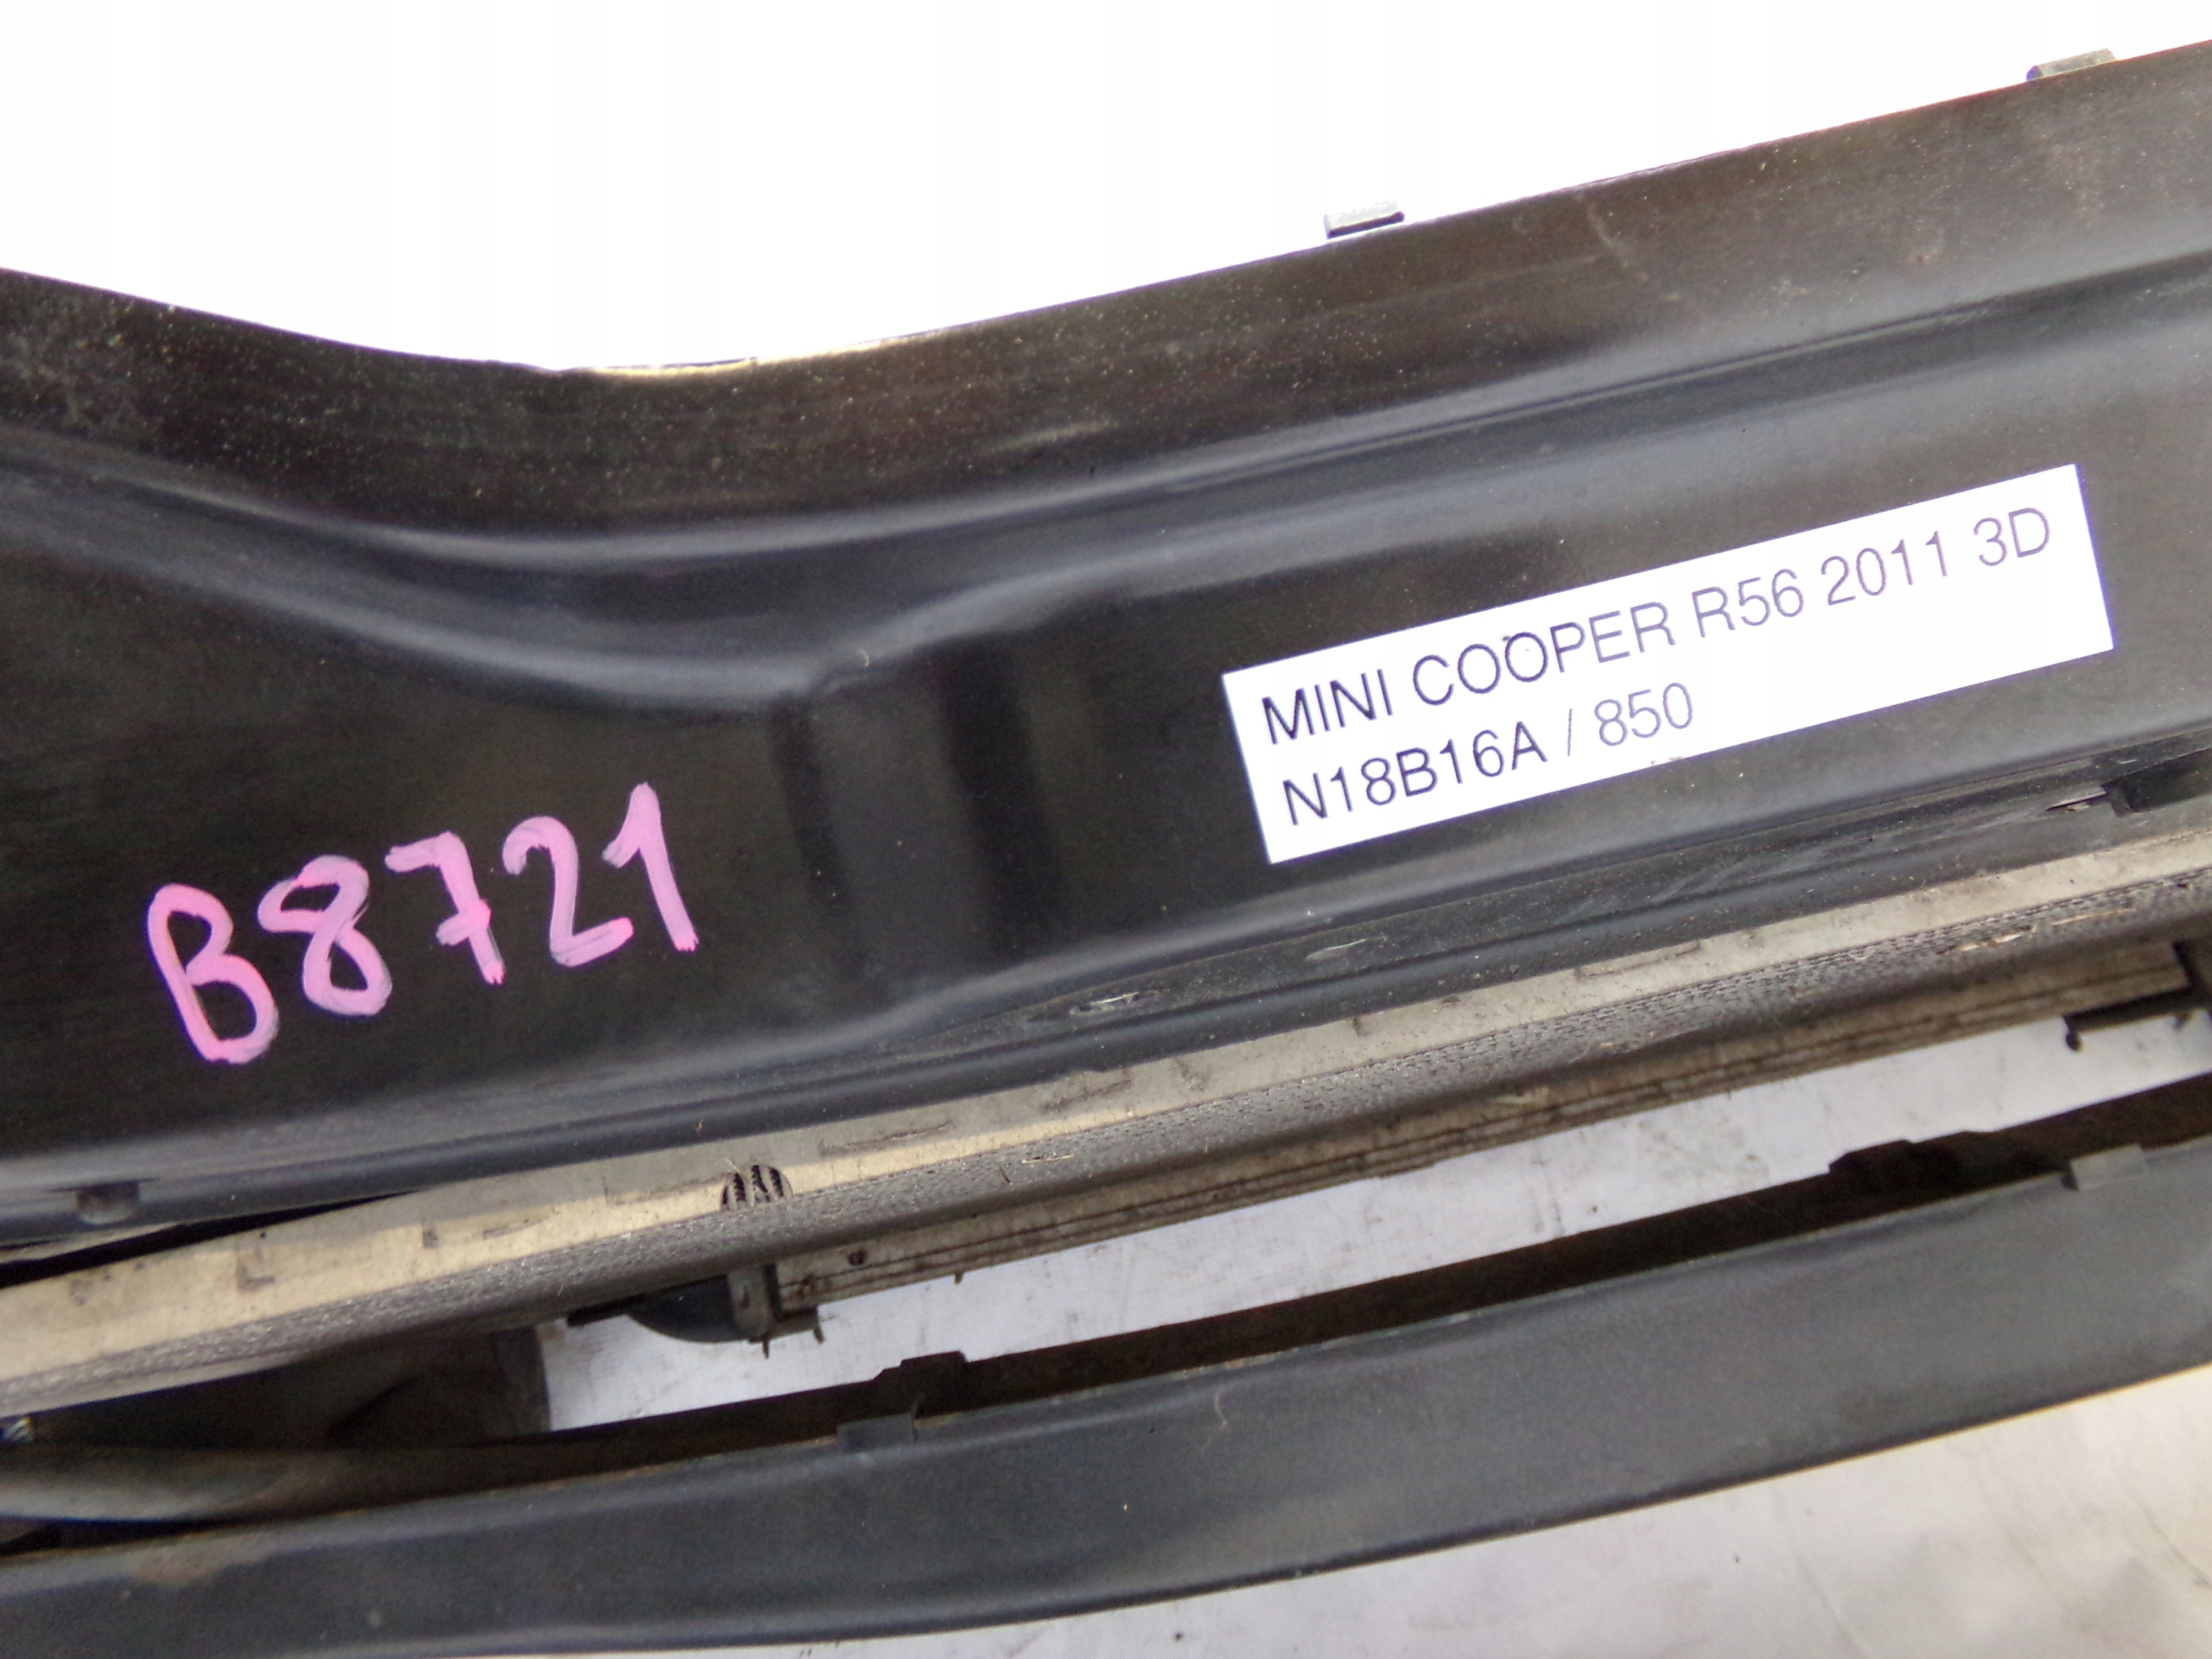 MINI COOPER R56 2011 3D
N18B16A / 850
B8721